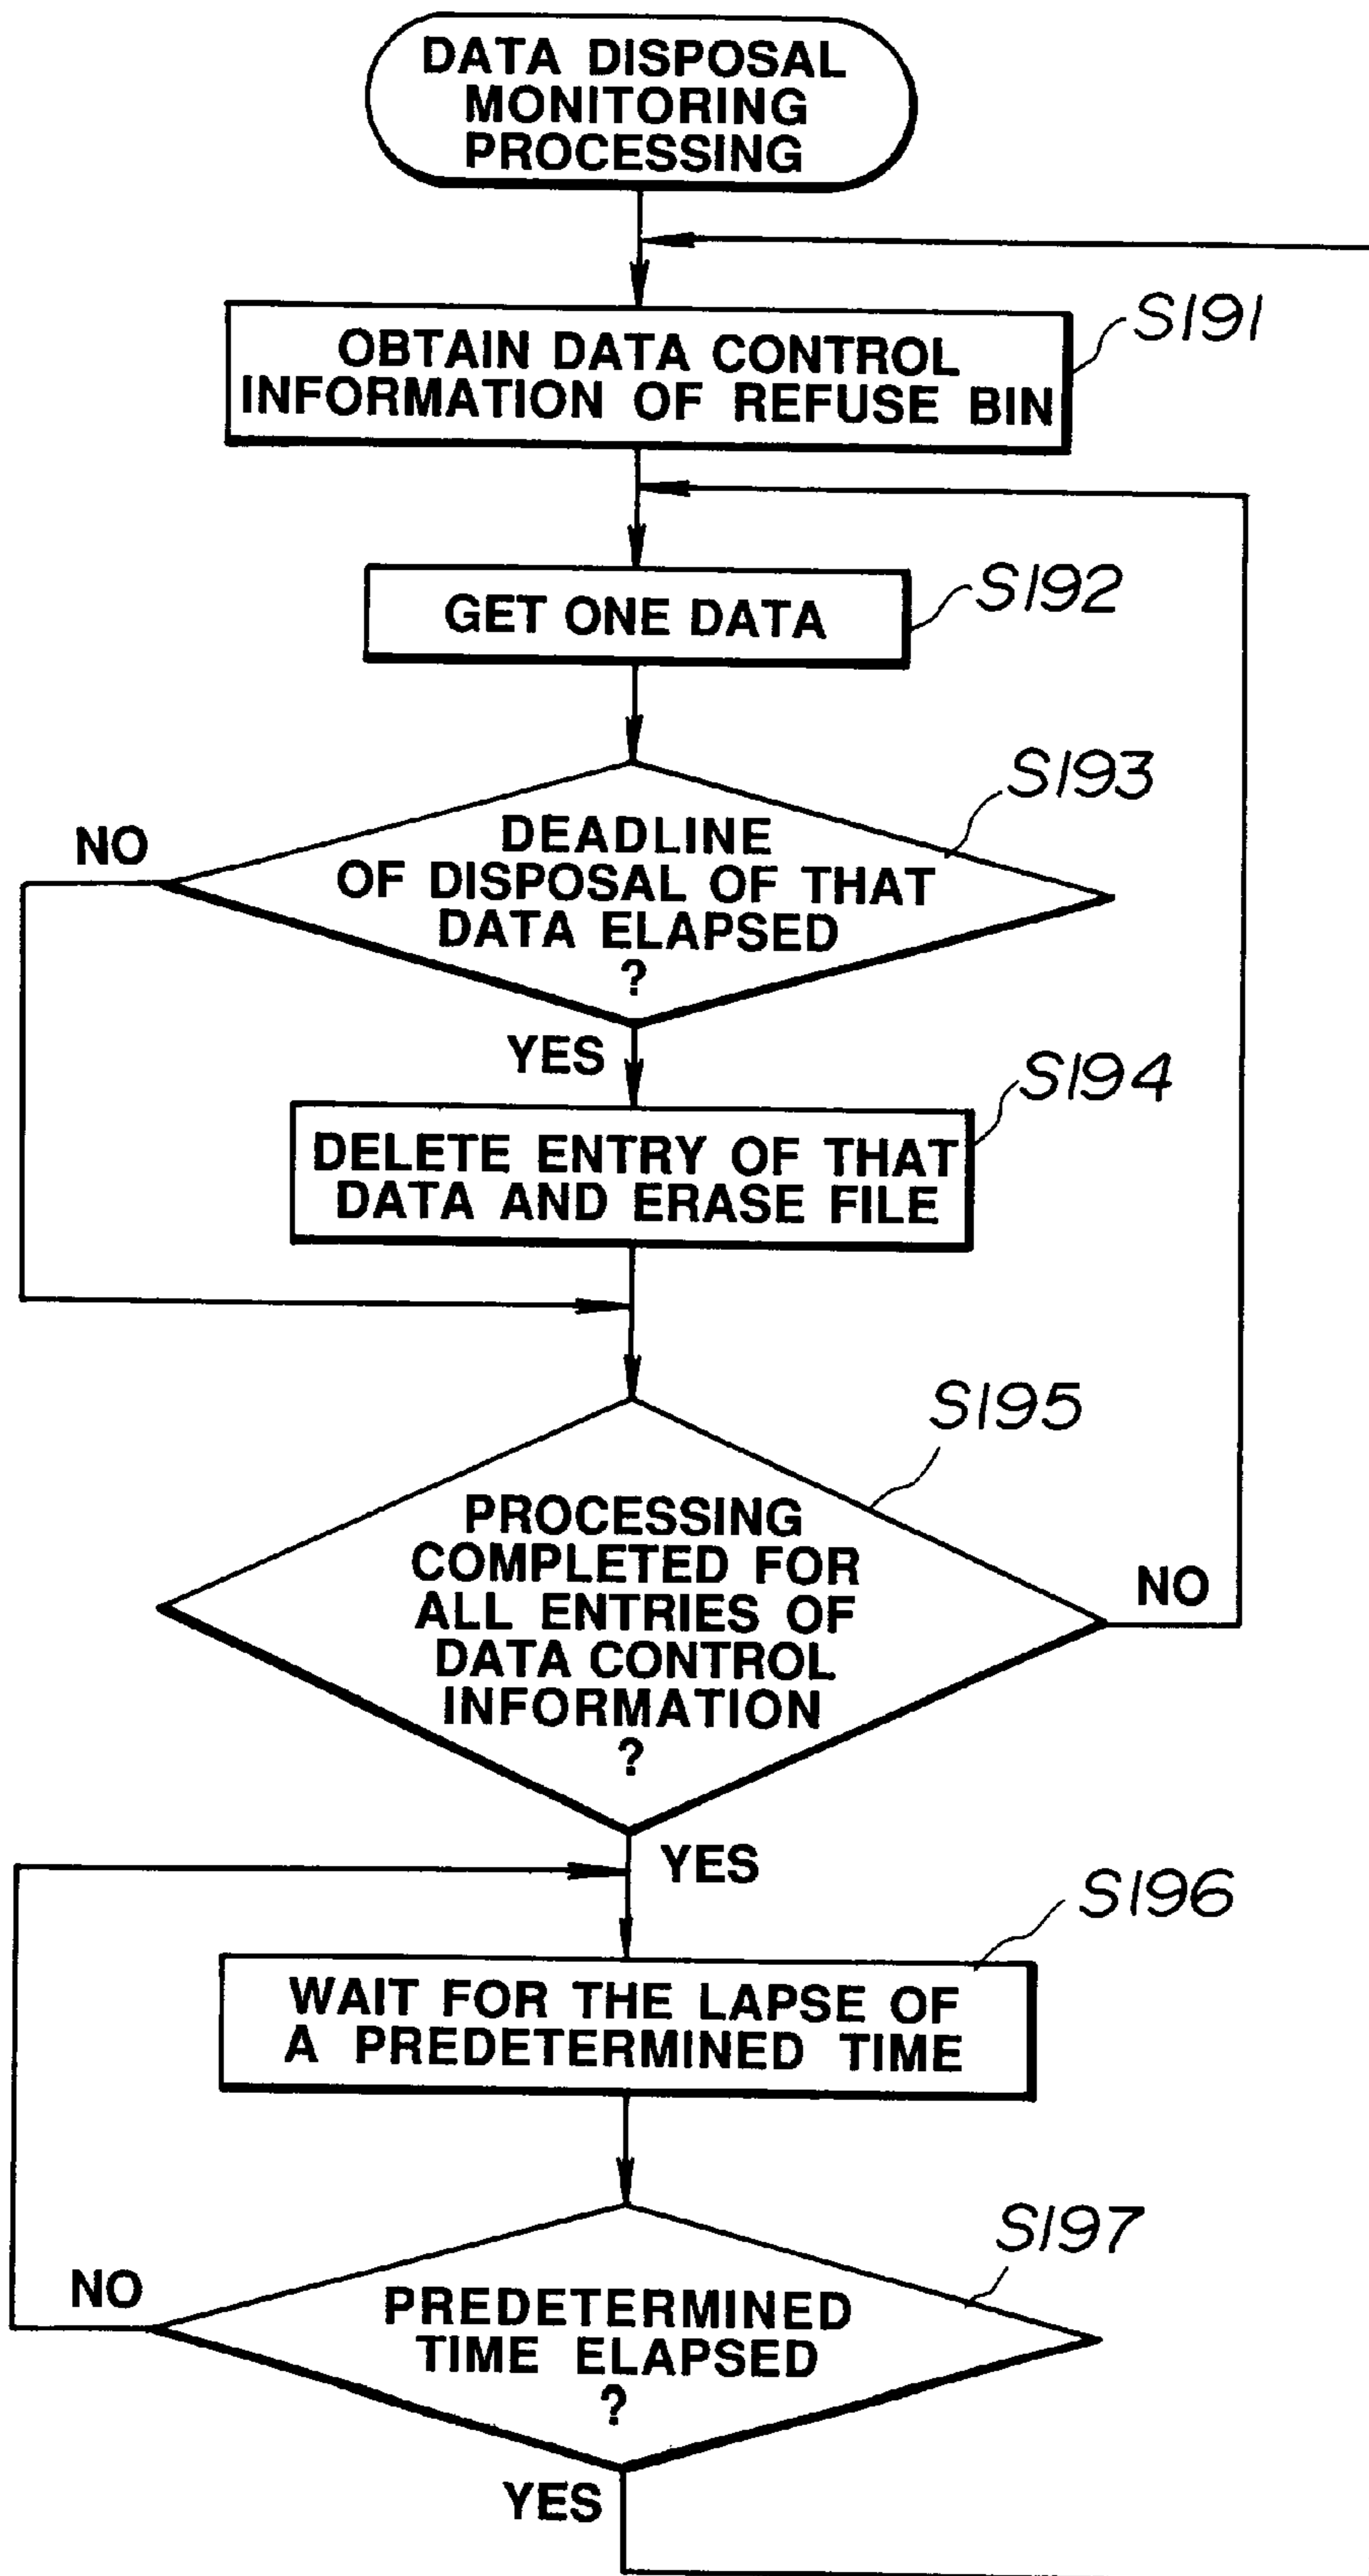 DATA DISPOSAL
MONITORING
PROCESSING
S191
OBTAIN DATA CONTROL
INFORMATION OF REFUSE BIN
S192
GET ONE DATA
S193
NO
DEADLINE
OF DISPOSAL OF THAT
DATA ELAPSED
?
YES
S194
DELETE ENTRY OF THAT
DATA AND ERASE FILE
S195
PROCESSING
COMPLETED FOR
ALL ENTRIES OF
DATA CONTROL
INFORMATION
?
NO
YES
S196
WAIT FOR THE LAPSE OF
A PREDETERMINED TIME
S197
NO
PREDETERMINED
TIME ELAPSED
?
YES